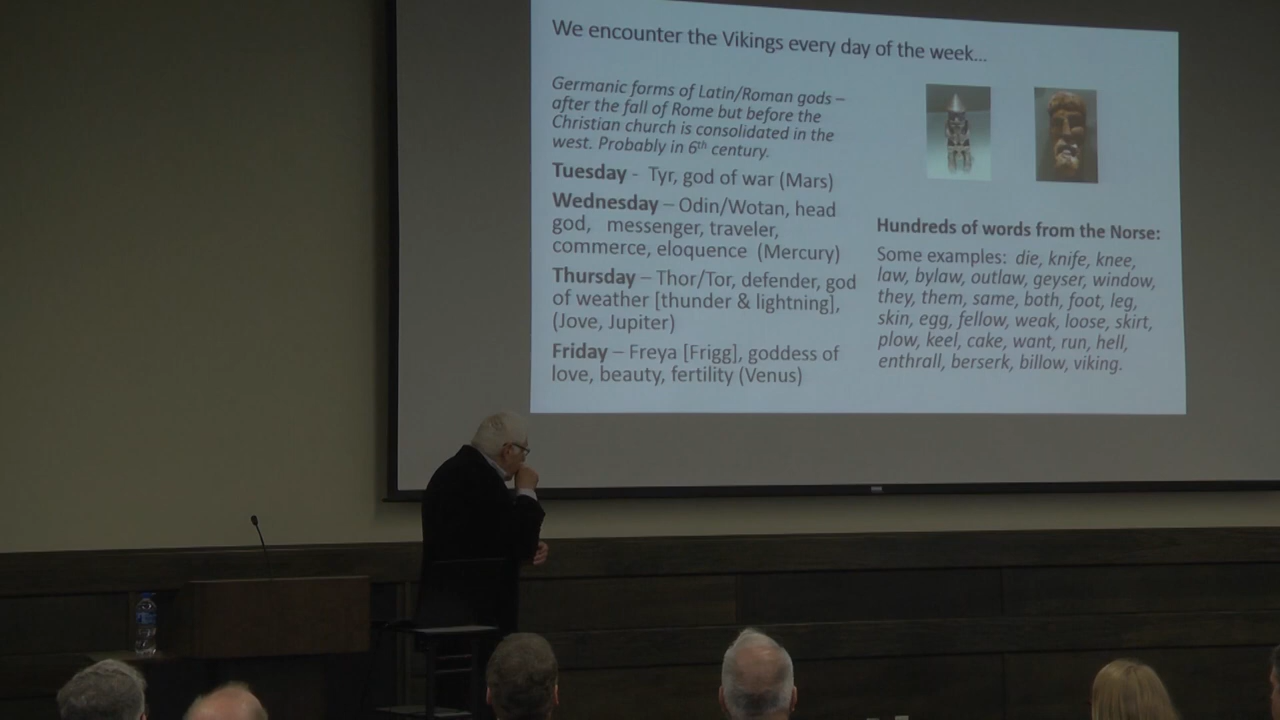 We encounter the Vikings every day of the week...
Germanic forms of Latin/Roman gods –
after the fall of Rome but before the
Christian church is consolidated in the
west. Probably in 6th century.
Tuesday - Tyr, god of war (Mars)
Wednesday – Odin/Wotan, head
god, messenger, traveler,
commerce, eloquence (Mercury)
Thursday – Thor/Tor, defender, god
of weather [thunder & lightning],
(Jove, Jupiter)
Friday – Freya [Frigg], goddess of
love, beauty, fertility (Venus)
Hundreds of words from the Norse:
Some examples: die, knife, knee,
law, bylaw, outlaw, geyser, window,
they, them, same, both, foot, leg,
skin, egg, fellow, weak, loose, skirt,
plow, keel, cake, want, run, hell,
enthrall, berserk, billow, viking.